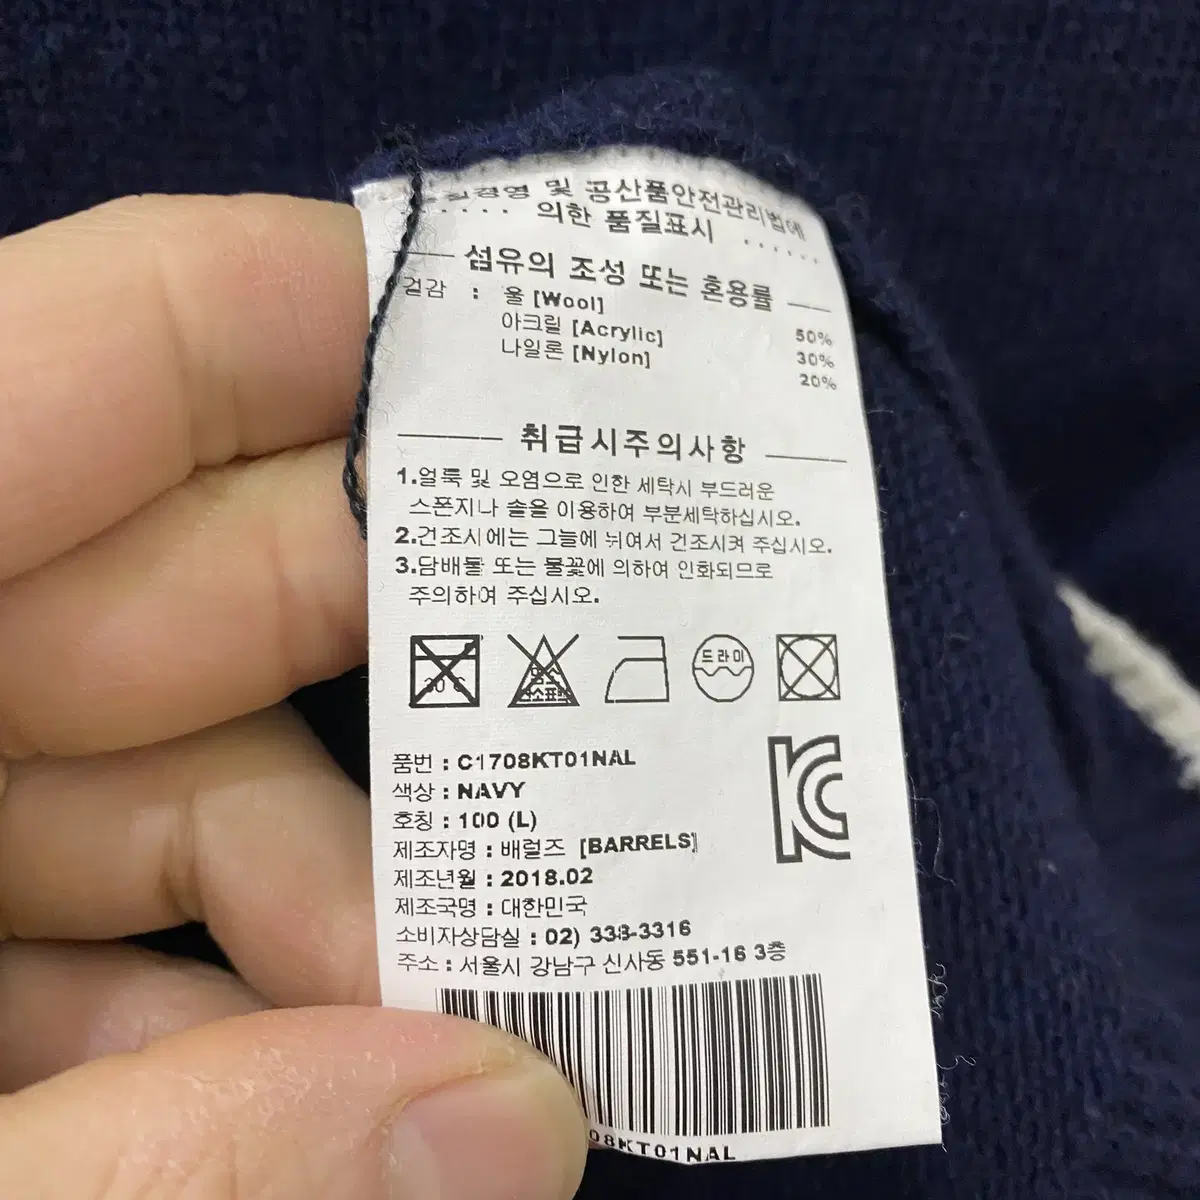 및 공산품안전관리법에
의한 품질표시
섬유의 조성 또는 혼용률
겉감 : 울 [Wool] 50%
아크릴 [Acrylic] 30%
나일론 [Nylon] 20%
취급시주의사항
1.얼룩 및 오염으로 인한 세탁시 부드러운
스폰지나 솔을 이용하여 부분세탁하십시오.
2.건조시에는 그늘에 뉘여서 건조시켜 주십시오.
3.담배불 또는 불꽃에 의하여 인화되므로
주의하여 주십시오.
드라이
품번 : C1708KT01NAL
색상 : NAVY
호칭 : 100 (L)
제조자명 : 배럴즈 [BARRELS]
제조년월 : 2018.02
제조국명 : 대한민국
소비자상담실 : 02) 338-3316
주소 : 서울시 강남구 신사동 551-16 3층
08KT01NAL